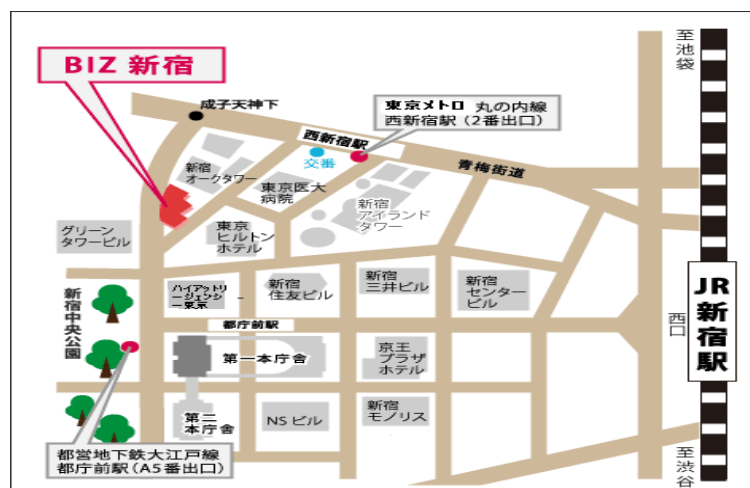 至池袋
BIZ 新宿
成子天神下
東京メトロ 丸の内線
西新宿駅(2番出口)
西新宿駅
交番
青梅街道
新宿
オークタワー
東京医大
病院
新宿
アイランド
タワー
グリーン
タワービル
東京
ヒルトン
ホテル
JR新宿駅
西口
新宿中央公園
ハイアットリ
ージェンシ
ー東京
新宿
住友ビル
新宿
三井ビル
新宿
センター
ビル
都庁前駅
第一本庁舎
京王
プラザ
ホテル
第二
本庁舎
NSビル
新宿
モノリス
都営地下鉄大江戸線
都庁前駅(A5番出口)
至渋谷